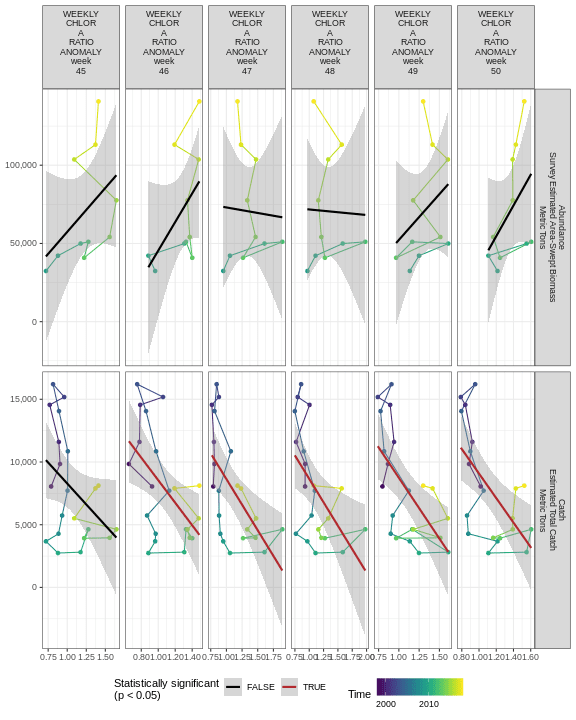 WEEKLY
CHLOR
A
RATIO
ANOMALY
week
45
WEEKLY
CHLOR
A
RATIO
ANOMALY
week
46
WEEKLY
CHLOR
A
RATIO
ANOMALY
week
47
WEEKLY
CHLOR
A
RATIO
ANOMALY
week
48
WEEKLY
CHLOR
A
RATIO
ANOMALY
week
49
WEEKLY
CHLOR
A
RATIO
ANOMALY
week
50
100,000
50,000
0
Abundance
Survey Estimated Area-Swept Biomass
Metric Tons
15,000
10,000
5,000
0
Catch
Estimated Total Catch
Metric Tons
0.75 1.00 1.25 1.50
0.80 1.00 1.20 1.40
0.75 1.00 1.25 1.50 1.75
0.75 1.00 1.25 1.50 1.75 2.00
0.75 1.00 1.25 1.50
0.80 1.00 1.20 1.40 1.60
Statistically significant
(p < 0.05)
FALSE
TRUE
Time
2000 2010